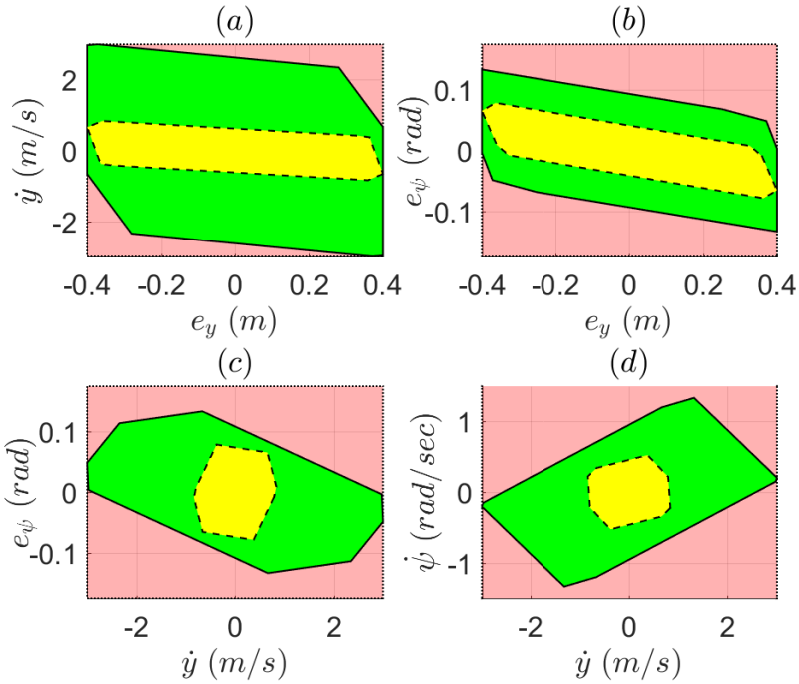 (a)
2
0
-2
ẏ (m/s)
-0.4 -0.2 0 0.2 0.4
e_y (m)
(b)
0.1
0
-0.1
e_ψ (rad)
-0.4 -0.2 0 0.2 0.4
e_y (m)
(c)
0.1
0
-0.1
e_ψ (rad)
-2 0 2
ẏ (m/s)
(d)
1
0
-1
ψ̇ (rad/sec)
-2 0 2
ẏ (m/s)